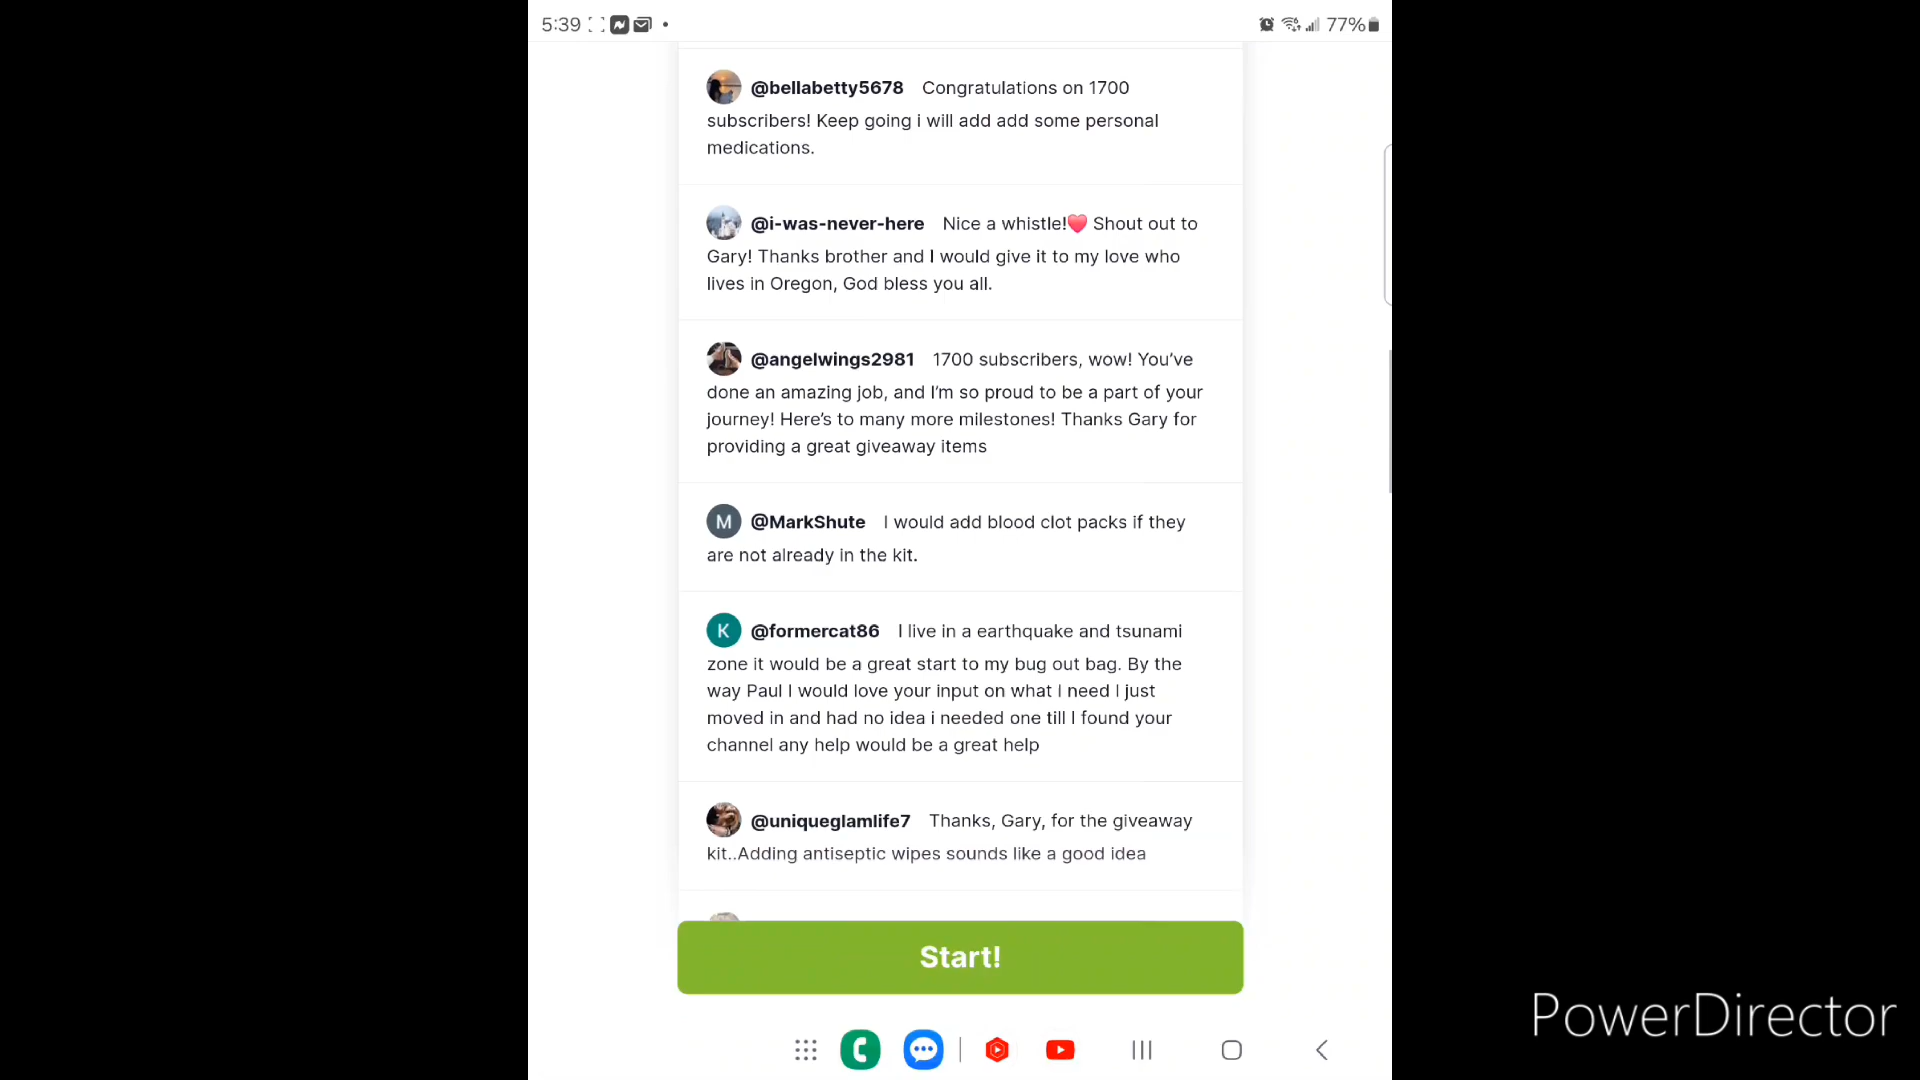 5:39 77%
@bellabetty5678 Congratulations on 1700
subscribers! Keep going i will add add some personal
medications.
@i-was-never-here Nice a whistle!❤️ Shout out to
Gary! Thanks brother and I would give it to my love who
lives in Oregon, God bless you all.
@angelwings2981 1700 subscribers, wow! You’ve
done an amazing job, and I’m so proud to be a part of your
journey! Here’s to many more milestones! Thanks Gary for
providing a great giveaway items
M @MarkShute I would add blood clot packs if they
are not already in the kit.
K @formercat86 I live in a earthquake and tsunami
zone it would be a great start to my bug out bag. By the
way Paul I would love your input on what I need I just
moved in and had no idea i needed one till I found your
channel any help would be a great help
@uniqueglamlife7 Thanks, Gary, for the giveaway
kit..Adding antiseptic wipes sounds like a good idea
Start!
PowerDirector